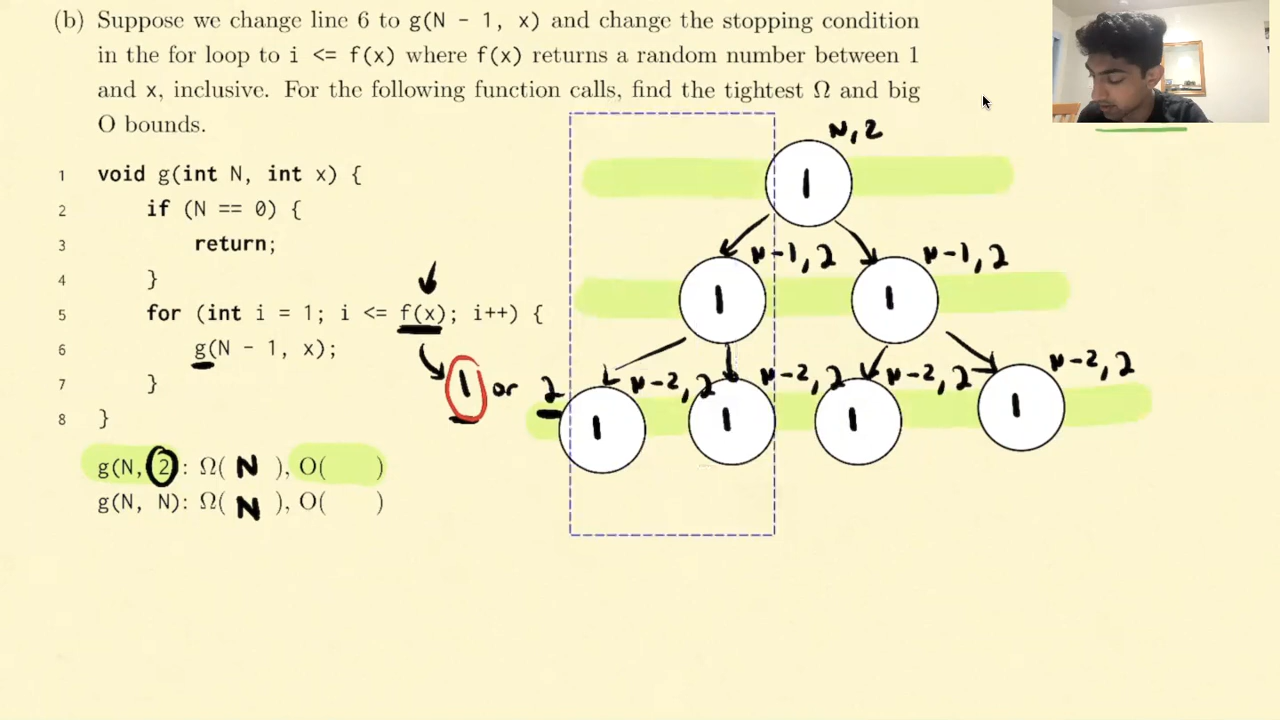 (b) Suppose we change line 6 to g(N - 1, x) and change the stopping condition
in the for loop to i <= f(x) where f(x) returns a random number between 1
and x, inclusive. For the following function calls, find the tightest Ω and big
O bounds.
1 void g(int N, int x) {
2 if (N == 0) {
3 return;
4 }
5 for (int i = 1; i <= f(x); i++) {
6 g(N - 1, x);
7 }
8 }
1 or 2
g(N, 2): Ω( N ), O( )
g(N, N): Ω( N ), O( )
N, 2
1
N-1, 2 N-1, 2
1 1
N-2, 2 N-2, 2 N-2, 2 N-2, 2
1 1 1 1